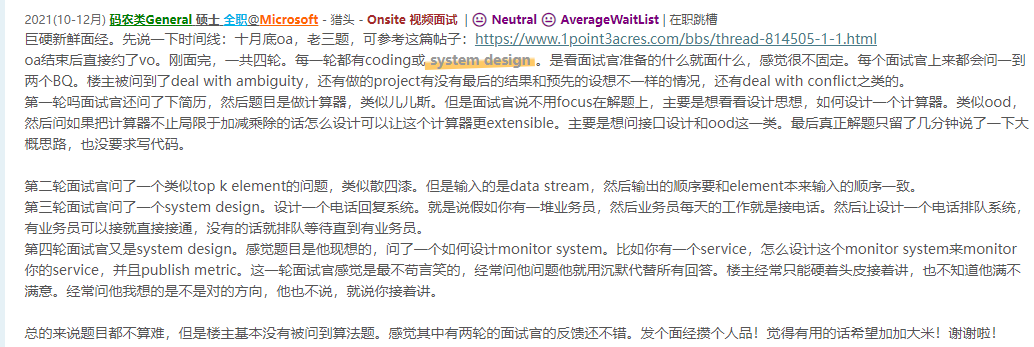 2021(10-12月) 码农类General 硕士 全职@Microsoft - 猎头 - Onsite 视频面试 | Neutral AverageWaitList | 在职跳槽
巨硬新鲜面经。先说一下时间线：十月底oa，老三题，可参考这篇帖子：https://www.1point3acres.com/bbs/thread-814505-1-1.html
oa结束后直接约了vo。刚面完，一共四轮。每一轮都有coding或 system design 。是看面试官准备的什么就面什么，感觉很不固定。每个面试官上来都会问一到
两个BQ。楼主被问到了deal with ambiguity，还有做的project有没有最后的结果和预先的设想不一样的情况，还有deal with conflict之类的。
第一轮吗面试官还问了下简历，然后题目是做计算器，类似儿儿斯。但是面试官说不用focus在解题上，主要是想看看设计思想，如何设计一个计算器。类似ood，
然后问如果把计算器不止局限于加减乘除的话怎么设计可以让这个计算器更extensible。主要是想问接口设计和ood这一类。最后真正解题只留了几分钟说了一下大
概思路，也没要求写代码。
第二轮面试官问了一个类似top k element的问题，类似散四漆。但是输入的是data stream，然后输出的顺序要和element本来输入的顺序一致。
第三轮面试官问了一个system design。设计一个电话回复系统。就是说假如你有一堆业务员，然后业务员每天的工作就是接电话。然后让设计一个电话排队系统，
有业务员可以接就直接接通，没有的话就排队等待直到有业务员。
第四轮面试官又是system design。感觉题目是他现想的，问了一个如何设计monitor system。比如你有一个service，怎么设计这个monitor system来monitor
你的service，并且publish metric。这一轮面试官感觉是最不苟言笑的，经常问他问题他就用沉默代替所有回答。楼主经常只能硬着头皮接着讲，也不知道他满不
满意。经常问他我想的是不是对的方向，他也不说，就说你接着讲。
总的来说题目都不算难，但是楼主基本没有被问到算法题。感觉其中有两轮的面试官的反馈还不错。发个面经攒个人品！觉得有用的话希望加加大米！谢谢啦！